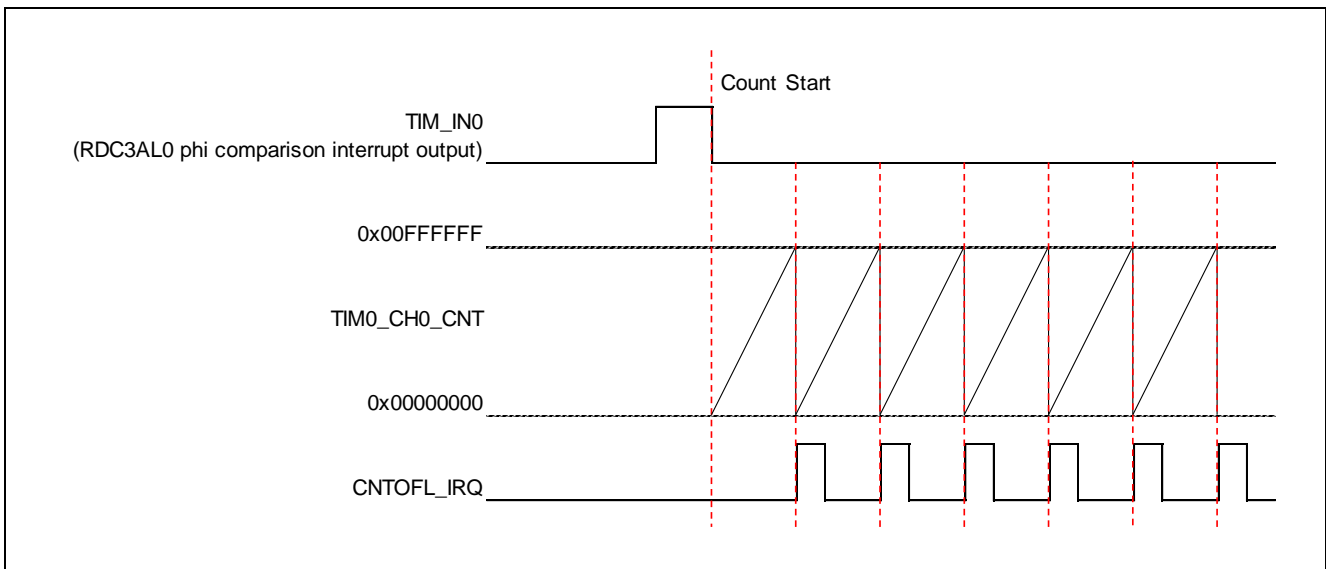 Count Start
TIM_IN0
(RDC3AL0 phi comparison interrupt output)
0x00FFFFFF
TIM0_CH0_CNT
0x00000000
CNTOFL_IRQ